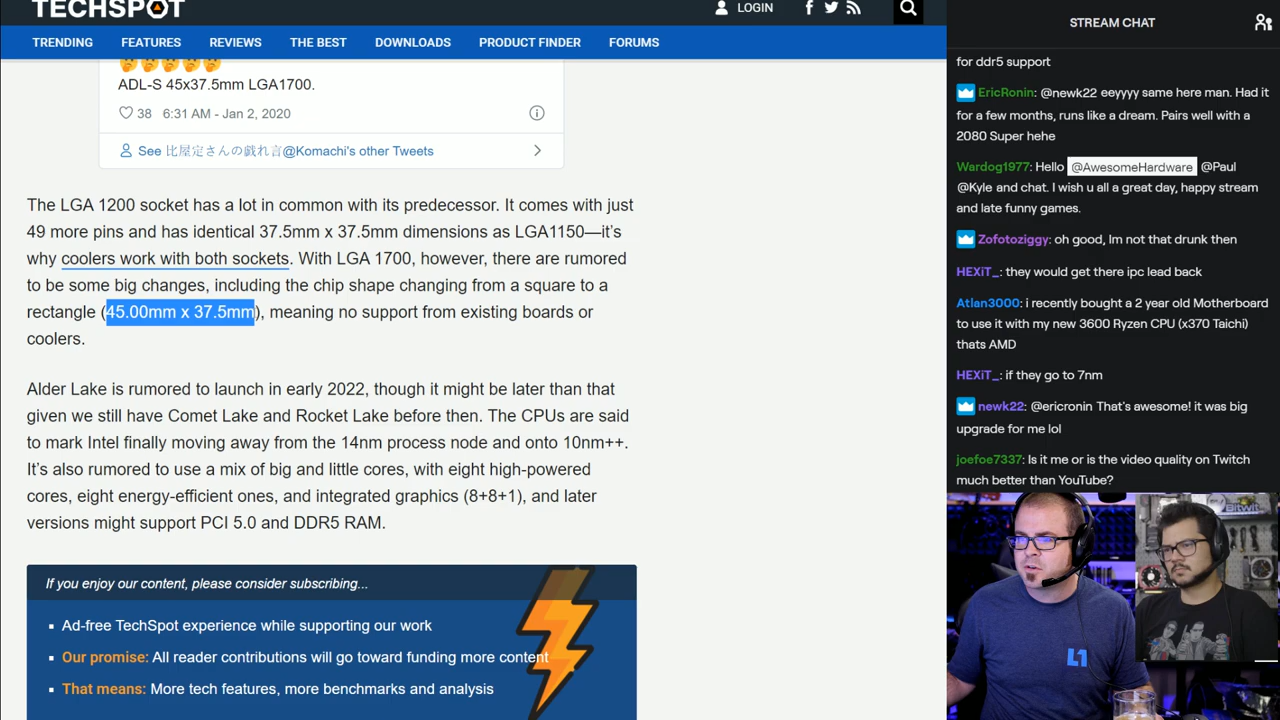 TECHSPOT
LOGIN
TRENDING
FEATURES
REVIEWS
THE BEST
DOWNLOADS
PRODUCT FINDER
FORUMS
ADL-S 45x37.5mm LGA1700.
38 6:31 AM - Jan 2, 2020
See 比屋定さんの戯れ言@Komachi's other Tweets
The LGA 1200 socket has a lot in common with its predecessor. It comes with just
49 more pins and has identical 37.5mm x 37.5mm dimensions as LGA1150—it's
why coolers work with both sockets. With LGA 1700, however, there are rumored
to be some big changes, including the chip shape changing from a square to a
rectangle (45.00mm x 37.5mm), meaning no support from existing boards or
coolers.
Alder Lake is rumored to launch in early 2022, though it might be later than that
given we still have Comet Lake and Rocket Lake before then. The CPUs are said
to mark Intel finally moving away from the 14nm process node and onto 10nm++.
It's also rumored to use a mix of big and little cores, with eight high-powered
cores, eight energy-efficient ones, and integrated graphics (8+8+1), and later
versions might support PCI 5.0 and DDR5 RAM.
If you enjoy our content, please consider subscribing...
Ad-free TechSpot experience while supporting our work
Our promise: All reader contributions will go toward funding more content
That means: More tech features, more benchmarks and analysis
STREAM CHAT
for ddr5 support
EricRonin: @newk22 eeyyyy same here man. Had it
for a few months, runs like a dream. Pairs well with a
2080 Super hehe
Wardog1977: Hello @AwesomeHardware @Paul
@Kyle and chat. I wish u all a great day, happy stream
and late funny games.
Zofotoziggy: oh good, Im not that drunk then
HEXiT_: they would get there ipc lead back
Atlan3000: i recently bought a 2 year old Motherboard
to use it with my new 3600 Ryzen CPU (x370 Taichi)
thats AMD
HEXiT_: if they go to 7nm
newk22: @ericronin That's awesome! it was big
upgrade for me lol
joefoe7337: Is it me or is the video quality on Twitch
much better than YouTube?
Bitwit
L1